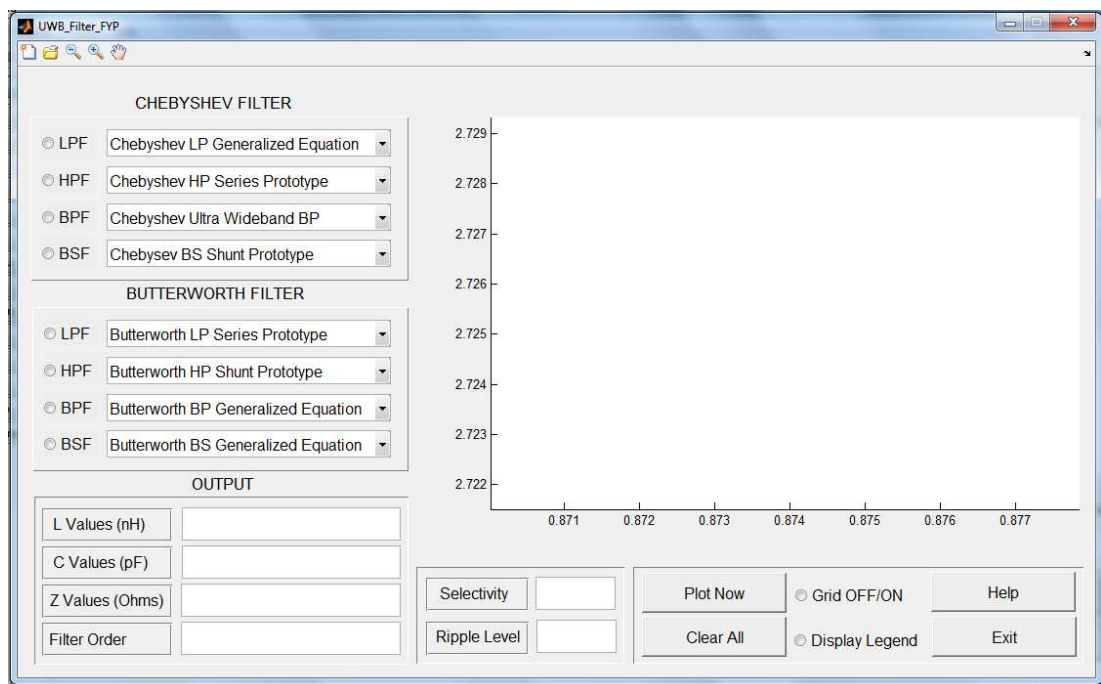 UWB_Filter_FYP
CHEBYSHEV FILTER
LPF Chebyshev LP Generalized Equation
HPF Chebyshev HP Series Prototype
BPF Chebyshev Ultra Wideband BP
BSF Chebysev BS Shunt Prototype
BUTTERWORTH FILTER
LPF Butterworth LP Series Prototype
HPF Butterworth HP Shunt Prototype
BPF Butterworth BP Generalized Equation
BSF Butterworth BS Generalized Equation
OUTPUT
L Values (nH)
C Values (pF)
Z Values (Ohms)
Filter Order
2.729
2.728
2.727
2.726
2.725
2.724
2.723
2.722
0.871 0.872 0.873 0.874 0.875 0.876 0.877
Selectivity
Ripple Level
Plot Now Grid OFF/ON Help
Clear All Display Legend Exit